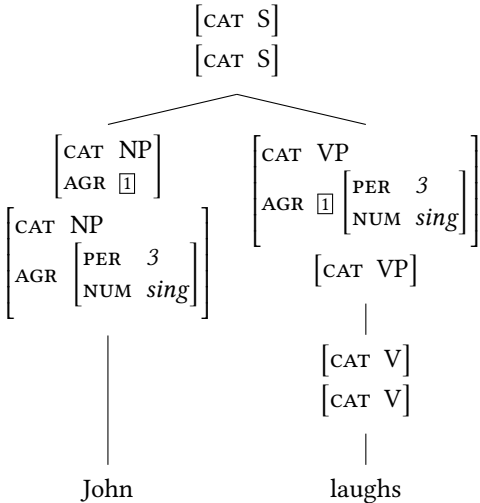 [CAT S]
[CAT S]
[CAT NP
AGR 1]
[CAT VP
AGR 1 [PER 3
NUM sing]]
[CAT NP
AGR [PER 3
NUM sing]]
[CAT VP]
[CAT V]
[CAT V]
John laughs